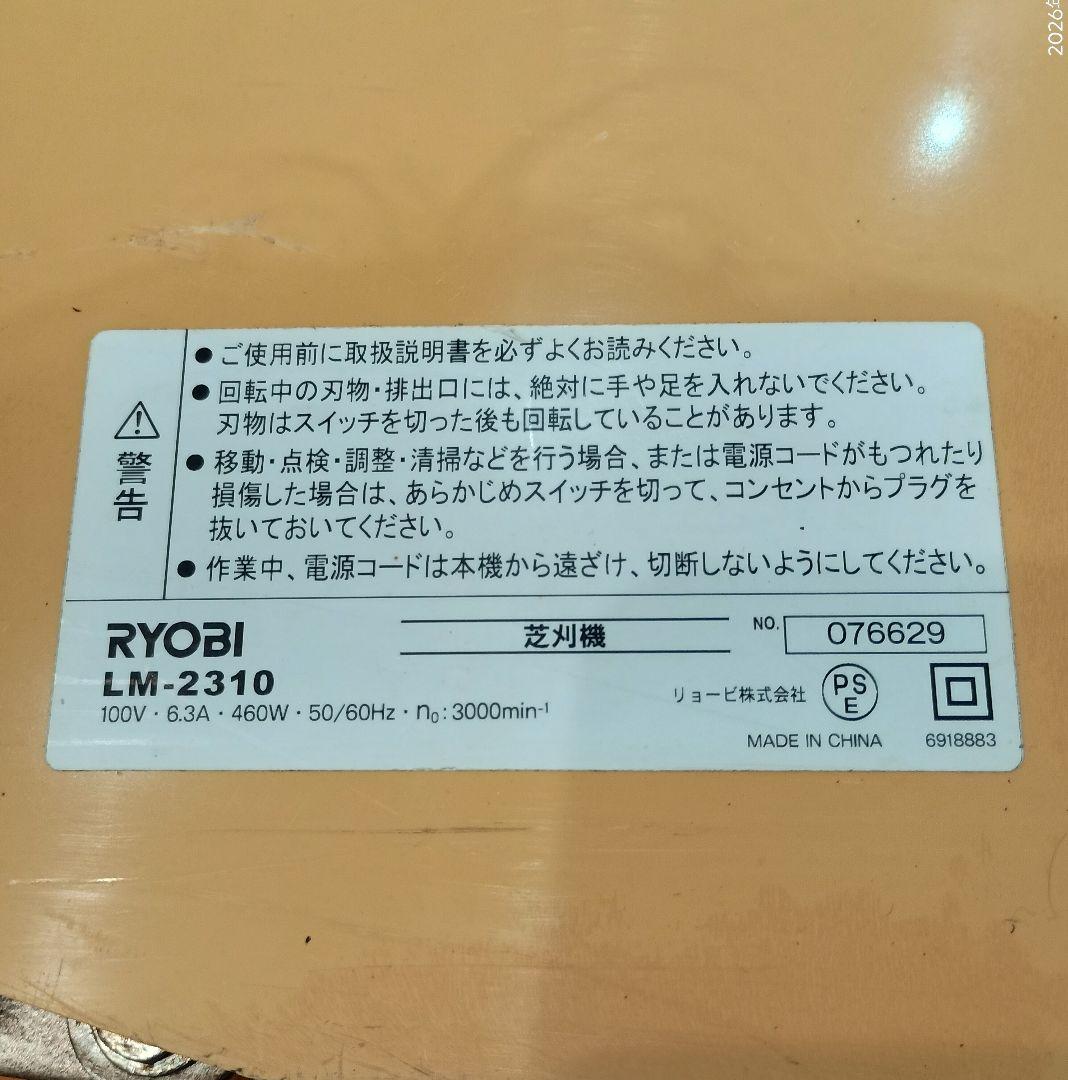 2026年
警告
●ご使用前に取扱説明書を必ずよくお読みください。
●回転中の刃物・排出口には、絶対に手や足を入れないでください。
刃物はスイッチを切った後も回転していることがあります。
●移動・点検・調整・清掃などを行う場合、または電源コードがもつれたり
損傷した場合は、あらかじめスイッチを切って、コンセントからプラグを
抜いておいてください。
●作業中、電源コードは本機から遠ざけ、切断しないようにしてください。
RYOBI 芝刈機 NO. 076629
LM-2310
100V・6.3A・460W・50/60Hz・n₀:3000min⁻¹
リョービ株式会社 PSE
MADE IN CHINA 6918883